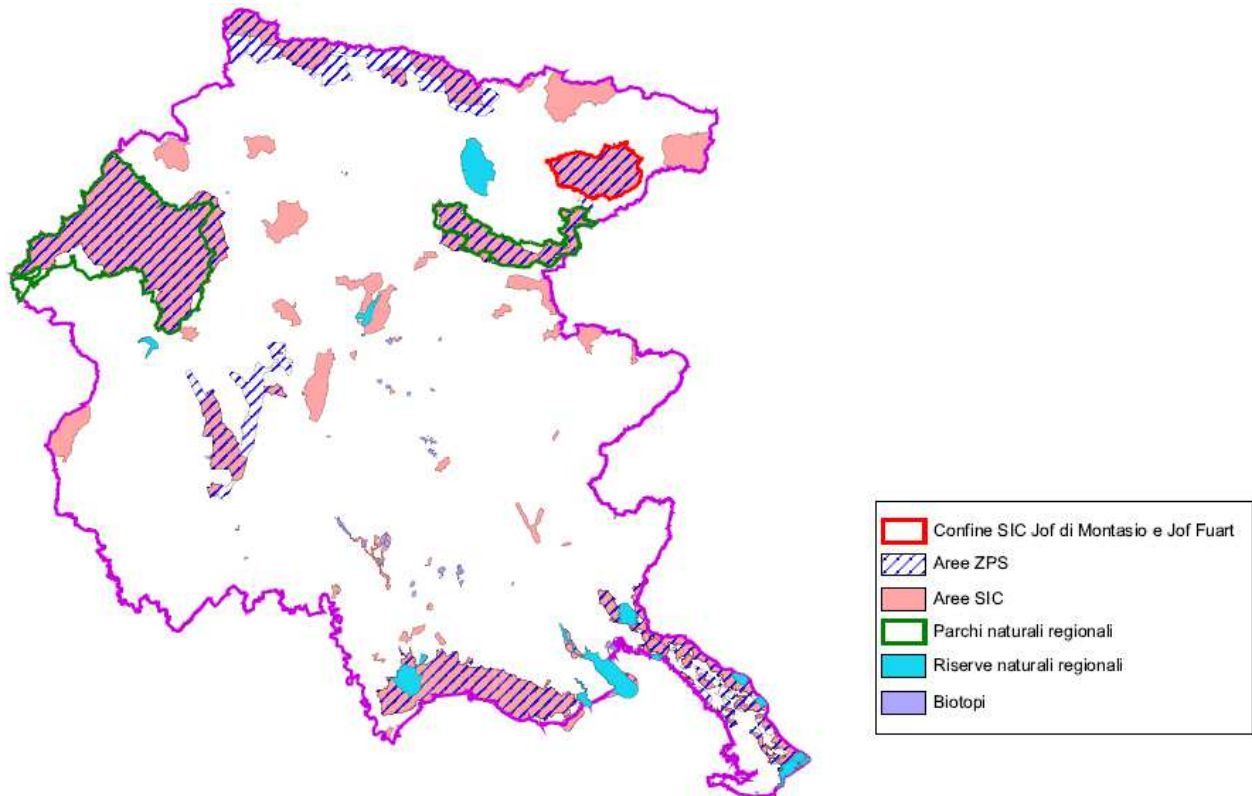 Confine SIC Jof di Montasio e Jof Fuart
Aree ZPS
Aree SIC
Parchi naturali regionali
Riserve naturali regionali
Biotopi